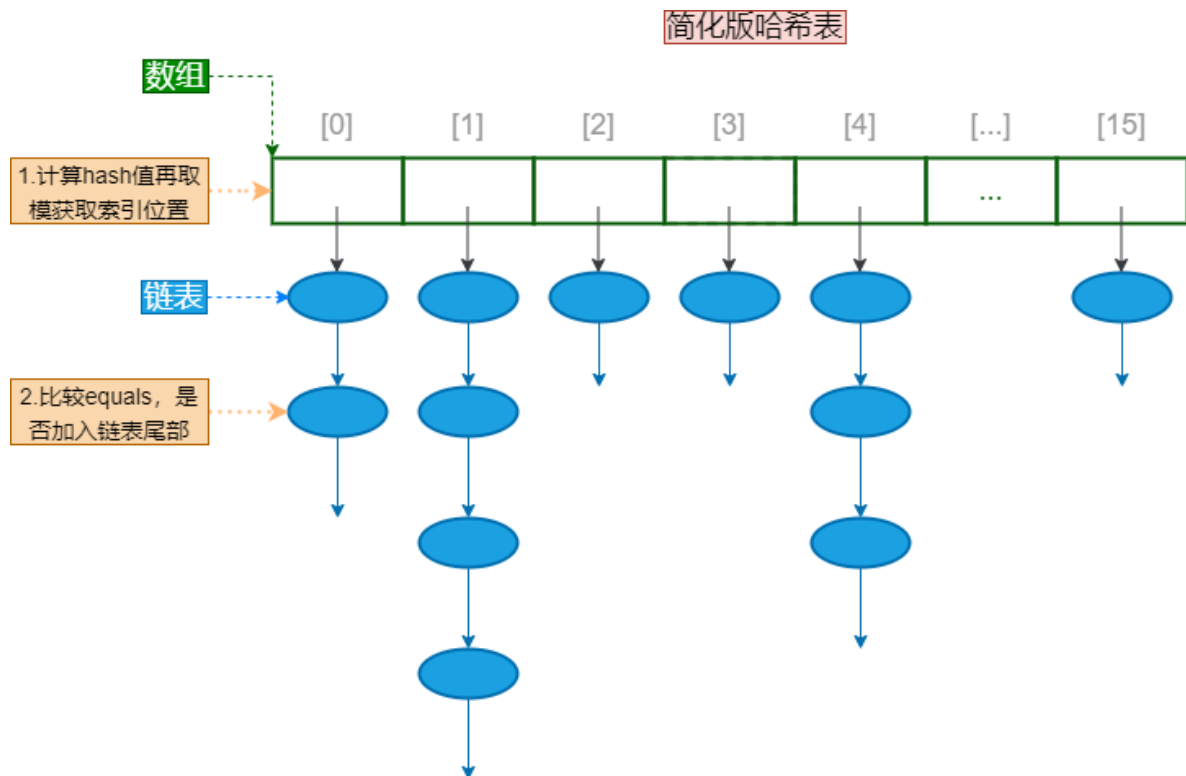 简化版哈希表
数组
[0] [1] [2] [3] [4] [...] [15]
1.计算hash值再取
模获取索引位置
...
链表
2.比较equals，是
否加入链表尾部